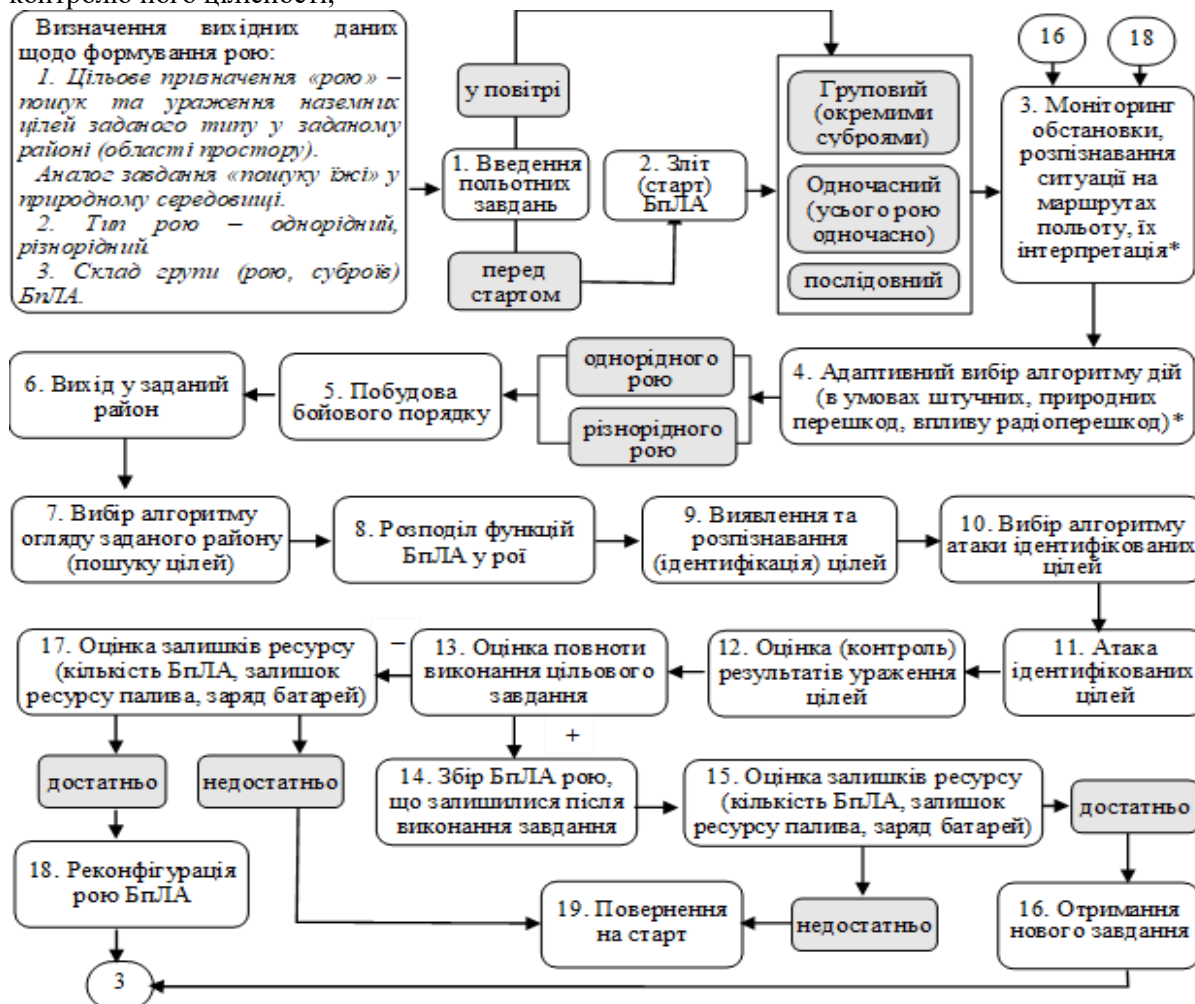 контролю його цілісності,
Визначення вихідних даних
щодо формування рою:
1. Цільове призначення «рою» –
пошук та ураження наземних
цілей заданого типу у заданому
районі (області простору).
Аналог завдання «пошуку їжі» у
природному середовищі.
2. Тип рою – однорідний,
різнорідний.
3. Склад групи (рою, суброїв)
БпЛА.
у повітрі
1. Введення
польотних
завдань
перед
стартом
2. Зліт
(старт)
БпЛА
Груповий
(окремими
суброями)
Одночасний
(усього рою
одночасно)
послідовний
16
18
3. Моніторинг
обстановки,
розпізнавання
ситуації на
маршрутах
польоту, їх
інтерпретація*
4. Адаптивний вибір алгоритму дій
(в умовах штучних, природних
перешкод, впливу радіоперешкод)*
однорідного
рою
різнорідного
рою
5. Побудова
бойового порядку
6. Вихід у заданий
район
7. Вибір алгоритму
огляду заданого району
(пошуку цілей)
8. Розподіл функцій
БпЛА у рої
9. Виявлення та
розпізнавання
(ідентифікація) цілей
10. Вибір алгоритму
атаки ідентифікованих
цілей
11. Атака
ідентифікованих
цілей
12. Оцінка (контроль)
результатів ураження
цілей
13. Оцінка повноти
виконання цільового
завдання
–
+
17. Оцінка залишків ресурсу
(кількість БпЛА, залишок
ресурсу палива, заряд батарей)
достатньо
недостатньо
14. Збір БпЛА рою,
що залишилися після
виконання завдання
15. Оцінка залишків ресурсу
(кількість БпЛА, залишок
ресурсу палива, заряд батарей)
достатньо
18. Реконфігурація
рою БпЛА
19. Повернення
на старт
недостатньо
16. Отримання
нового завдання
3